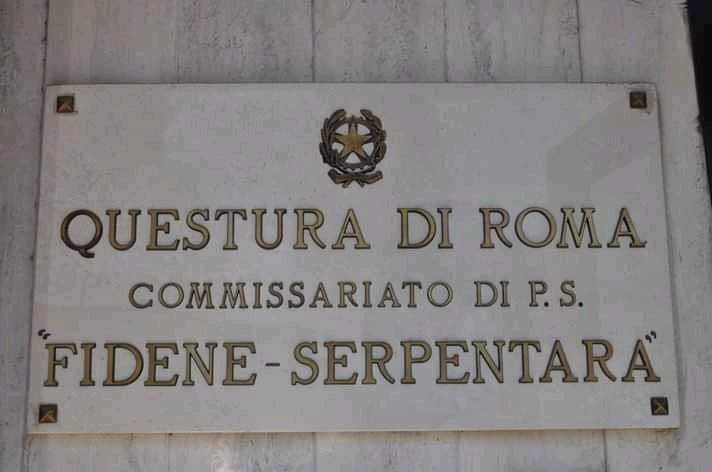 QUESTURA DI ROMA
COMMISSARIATO DI P.S.
"FIDENE-SERPENTARA"